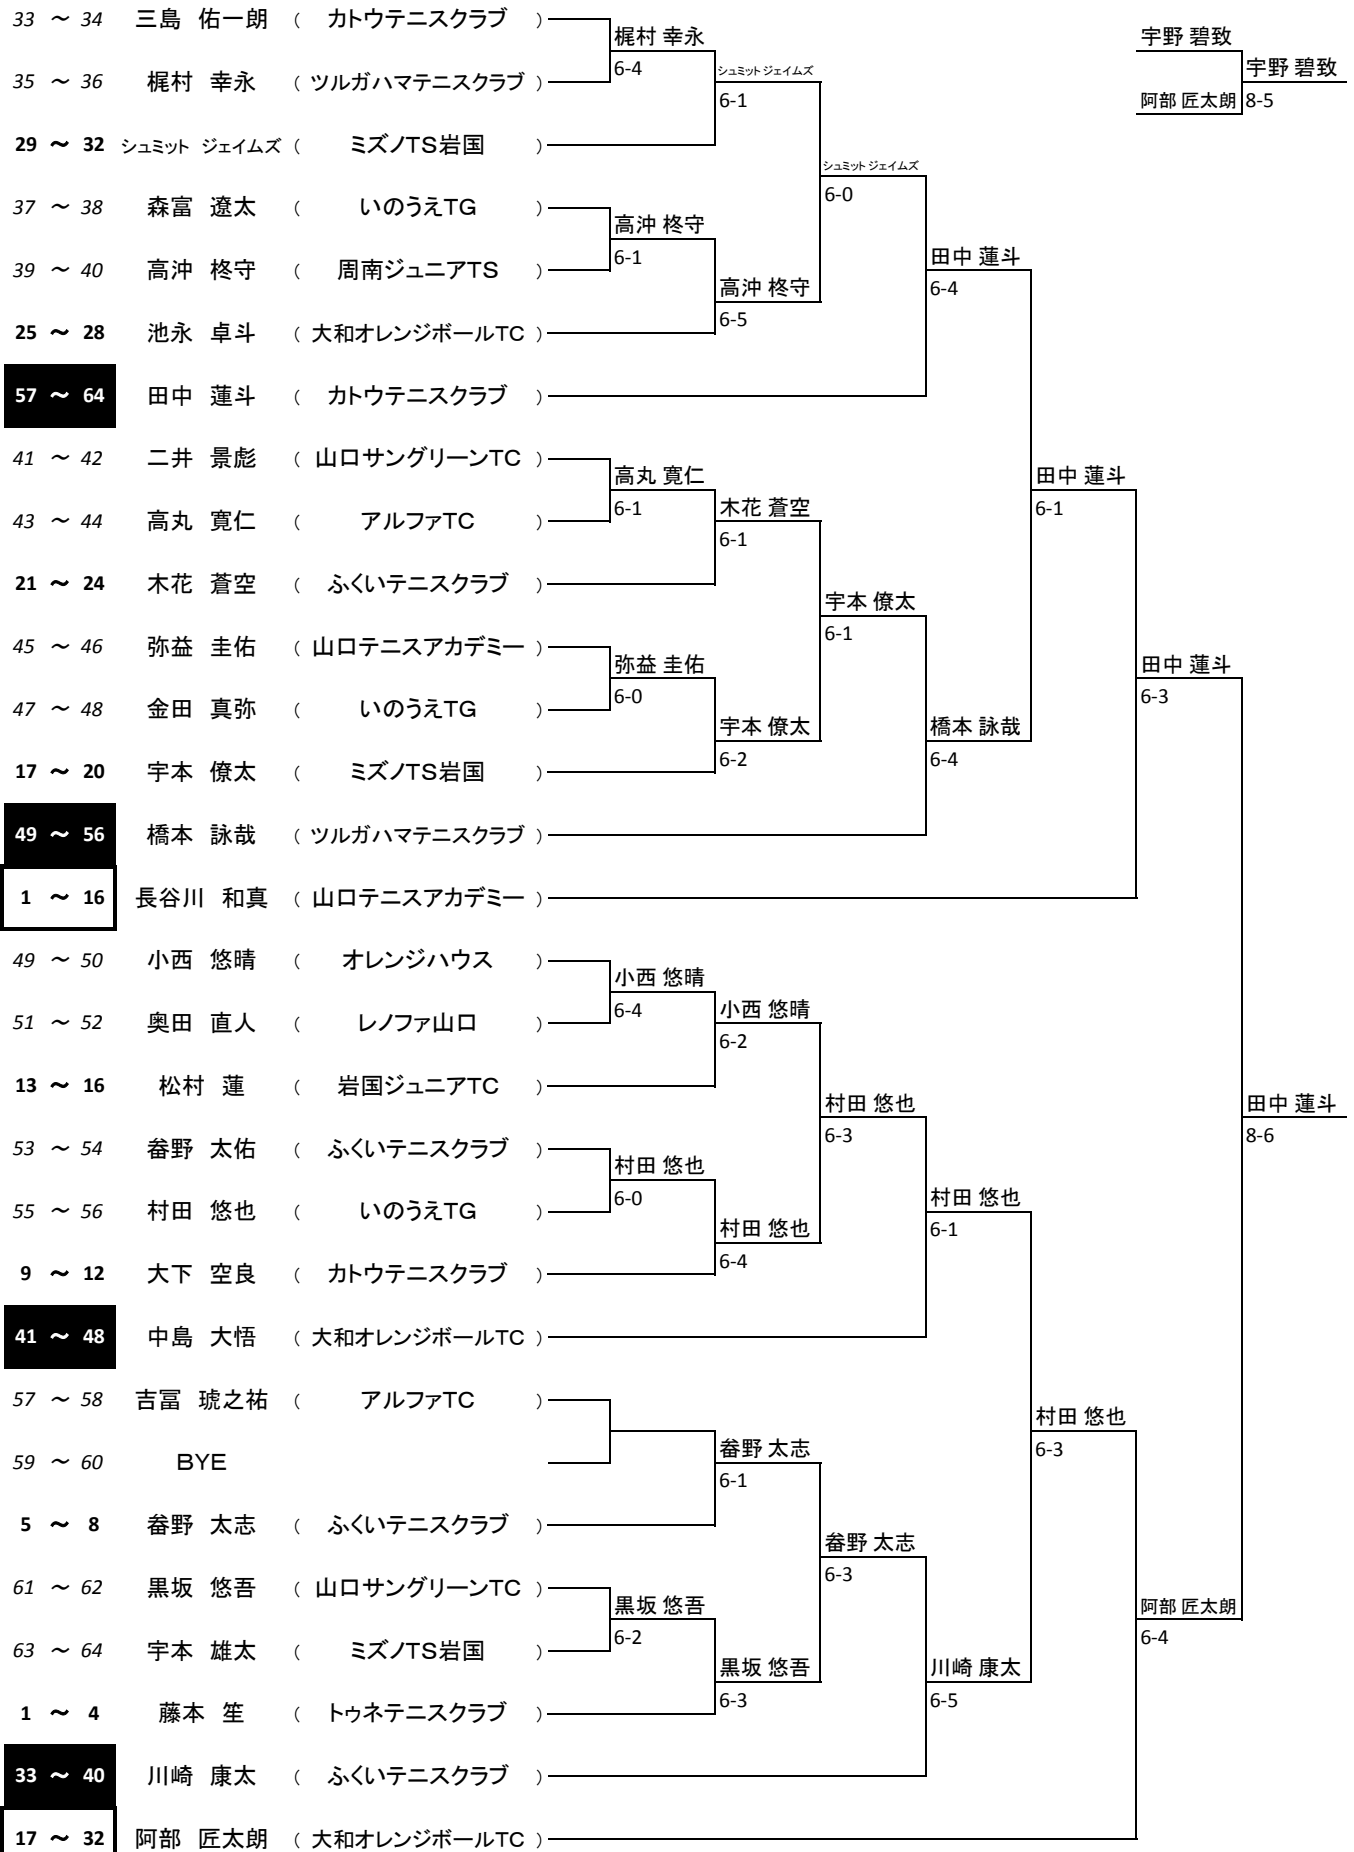 33 ～ 34 三島 佑一朗 ( カトウテニスクラブ )
梶村 幸永
6-4
35 ～ 36 梶村 幸永 ( ツルガハマテニスクラブ )
シュミット ジェイムズ
6-1
29 ～ 32 シュミット ジェイムズ ( ミズノTS岩国 )
シュミット ジェイムズ
6-0
37 ～ 38 森富 遼太 ( いのうえTG )
高沖 柊守
6-1
39 ～ 40 高沖 柊守 ( 周南ジュニアTS )
高沖 柊守
6-5
25 ～ 28 池永 卓斗 ( 大和オレンジボールTC )
田中 蓮斗
6-4
57 ～ 64 田中 蓮斗 ( カトウテニスクラブ )
41 ～ 42 二井 景彪 ( 山口サングリーンTC )
高丸 寛仁
6-1
43 ～ 44 高丸 寛仁 ( アルファTC )
木花 蒼空
6-1
21 ～ 24 木花 蒼空 ( ふくいテニスクラブ )
宇本 僚太
6-1
45 ～ 46 弥益 圭佑 ( 山口テニスアカデミー )
弥益 圭佑
6-0
47 ～ 48 金田 真弥 ( いのうえTG )
宇本 僚太
6-2
17 ～ 20 宇本 僚太 ( ミズノTS岩国 )
橋本 詠哉
6-4
49 ～ 56 橋本 詠哉 ( ツルガハマテニスクラブ )
田中 蓮斗
6-1
1 ～ 16 長谷川 和真 ( 山口テニスアカデミー )
田中 蓮斗
6-3
49 ～ 50 小西 悠晴 ( オレンジハウス )
小西 悠晴
6-4
51 ～ 52 奥田 直人 ( レノファ山口 )
小西 悠晴
6-2
13 ～ 16 松村 蓮 ( 岩国ジュニアTC )
村田 悠也
6-3
53 ～ 54 畚野 太佑 ( ふくいテニスクラブ )
村田 悠也
6-0
55 ～ 56 村田 悠也 ( いのうえTG )
村田 悠也
6-4
9 ～ 12 大下 空良 ( カトウテニスクラブ )
村田 悠也
6-1
41 ～ 48 中島 大悟 ( 大和オレンジボールTC )
57 ～ 58 吉冨 琥之祐 ( アルファTC )
59 ～ 60 BYE
畚野 太志
6-1
5 ～ 8 畚野 太志 ( ふくいテニスクラブ )
畚野 太志
6-3
61 ～ 62 黒坂 悠吾 ( 山口サングリーンTC )
黒坂 悠吾
6-2
63 ～ 64 宇本 雄太 ( ミズノTS岩国 )
黒坂 悠吾
6-3
1 ～ 4 藤本 笙 ( トゥネテニスクラブ )
川崎 康太
6-5
33 ～ 40 川崎 康太 ( ふくいテニスクラブ )
村田 悠也
6-3
17 ～ 32 阿部 匠太朗 ( 大和オレンジボールTC )
阿部 匠太朗
6-4
田中 蓮斗
8-6
宇野 碧致
阿部 匠太朗
宇野 碧致
8-5